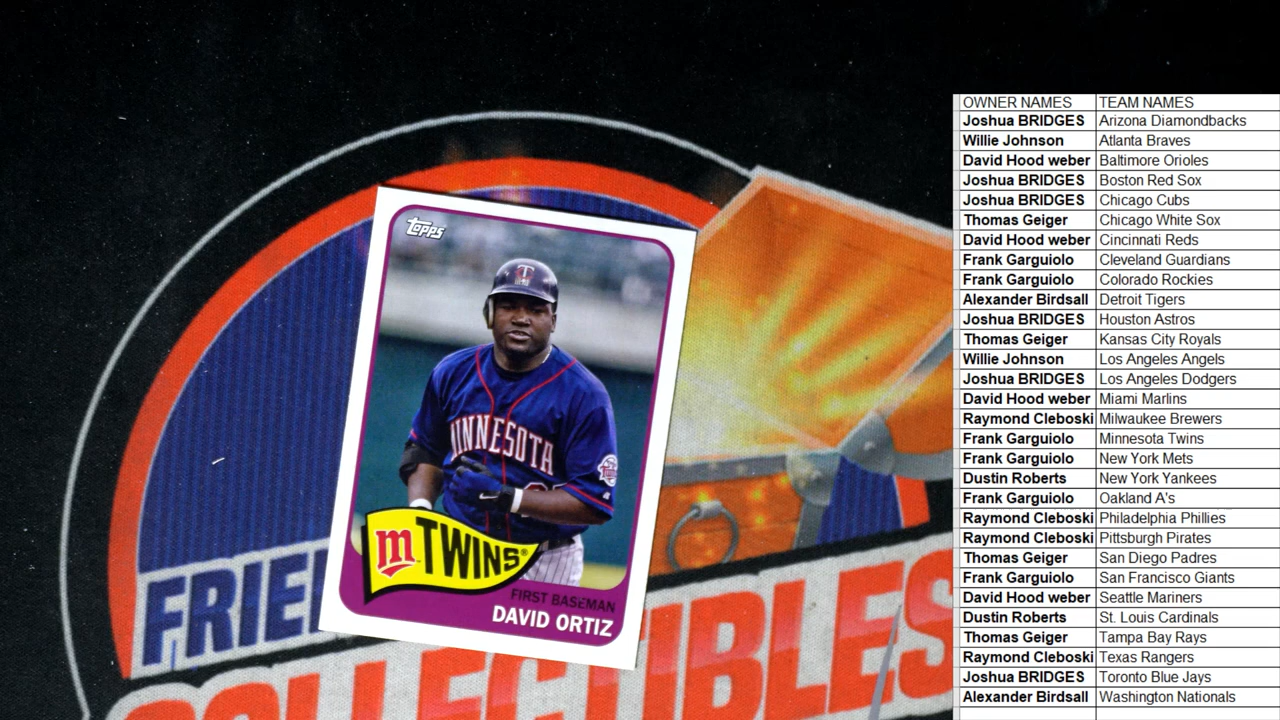 OWNER NAMES TEAM NAMES
Joshua BRIDGES Arizona Diamondbacks
Willie Johnson Atlanta Braves
David Hood weber Baltimore Orioles
Joshua BRIDGES Boston Red Sox
Joshua BRIDGES Chicago Cubs
Thomas Geiger Chicago White Sox
David Hood weber Cincinnati Reds
Frank Garguiolo Cleveland Guardians
Frank Garguiolo Colorado Rockies
Alexander Birdsall Detroit Tigers
Joshua BRIDGES Houston Astros
Thomas Geiger Kansas City Royals
Willie Johnson Los Angeles Angels
Joshua BRIDGES Los Angeles Dodgers
David Hood weber Miami Marlins
Raymond Cleboski Milwaukee Brewers
Frank Garguiolo Minnesota Twins
Frank Garguiolo New York Mets
Dustin Roberts New York Yankees
Frank Garguiolo Oakland A's
Raymond Cleboski Philadelphia Phillies
Raymond Cleboski Pittsburgh Pirates
Thomas Geiger San Diego Padres
Frank Garguiolo San Francisco Giants
David Hood weber Seattle Mariners
Dustin Roberts St. Louis Cardinals
Thomas Geiger Tampa Bay Rays
Raymond Cleboski Texas Rangers
Joshua BRIDGES Toronto Blue Jays
Alexander Birdsall Washington Nationals
Topps
T
MINNESOTA
m TWINS®
FIRST BASEMAN
DAVID ORTIZ
FRIE
COLLECTIBLES